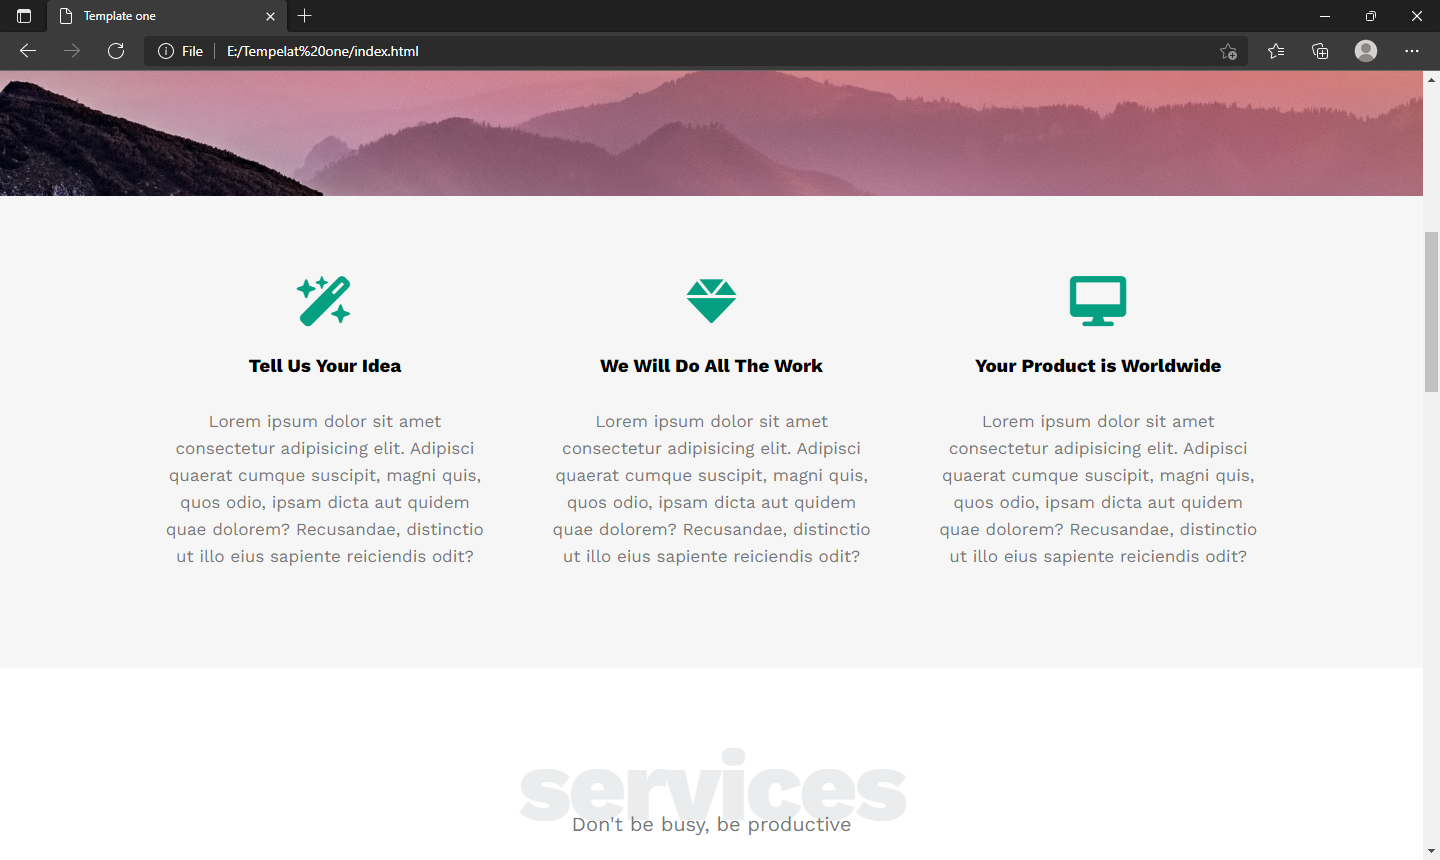 Template one
File
E:/Tempelat%20one/index.html
Tell Us Your Idea
Lorem ipsum dolor sit amet
consectetur adipisicing elit. Adipisci
quaerat cumque suscipit, magni quis,
quos odio, ipsam dicta aut quidem
quae dolorem? Recusandae, distinctio
ut illo eius sapiente reiciendis odit?
We Will Do All The Work
Lorem ipsum dolor sit amet
consectetur adipisicing elit. Adipisci
quaerat cumque suscipit, magni quis,
quos odio, ipsam dicta aut quidem
quae dolorem? Recusandae, distinctio
ut illo eius sapiente reiciendis odit?
Your Product is Worldwide
Lorem ipsum dolor sit amet
consectetur adipisicing elit. Adipisci
quaerat cumque suscipit, magni quis,
quos odio, ipsam dicta aut quidem
quae dolorem? Recusandae, distinctio
ut illo eius sapiente reiciendis odit?
services
Don't be busy, be productive